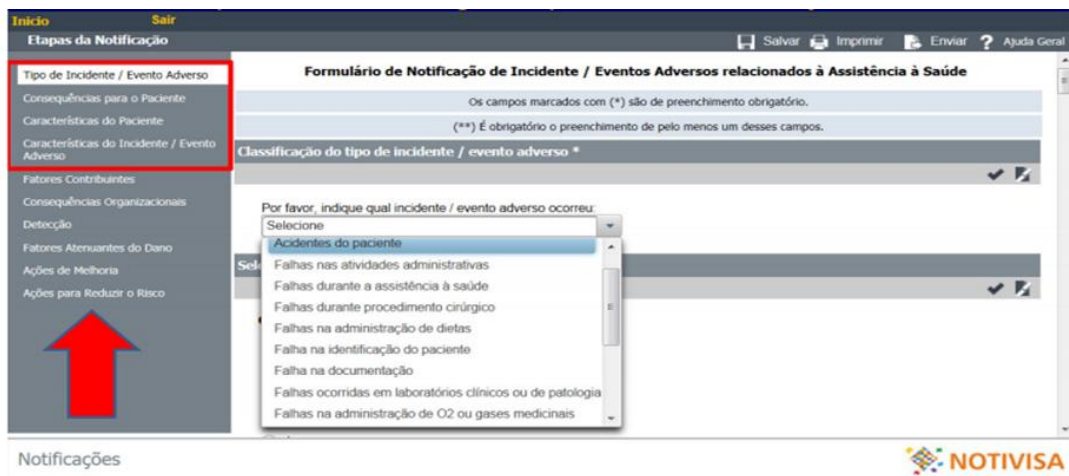 Inicio Sair
Etapas da Notificação Salvar Imprimir Enviar ? Ajuda Geral
Tipo de Incidente / Evento Adverso
Consequências para o Paciente
Características do Paciente
Características do Incidente / Evento
Adverso
Fatores Contribuintes
Consequências Organizacionais
Detecção
Fatores Atenuantes do Dano
Ações de Melhoria
Ações para Reduzir o Risco
Formulário de Notificação de Incidente / Eventos Adversos relacionados à Assistência à Saúde
Os campos marcados com (*) são de preenchimento obrigatório.
(**) É obrigatório o preenchimento de pelo menos um desses campos.
Classificação do tipo de incidente / evento adverso *
Por favor, indique qual incidente / evento adverso ocorreu:
Selecione
Acidentes do paciente
Falhas nas atividades administrativas
Falhas durante a assistência à saúde
Falhas durante procedimento cirúrgico
Falhas na administração de dietas
Falha na identificação do paciente
Falha na documentação
Falhas ocorridas em laboratórios clínicos ou de patologia
Falhas na administração de O2 ou gases medicinais
Notificações NOTIVISA